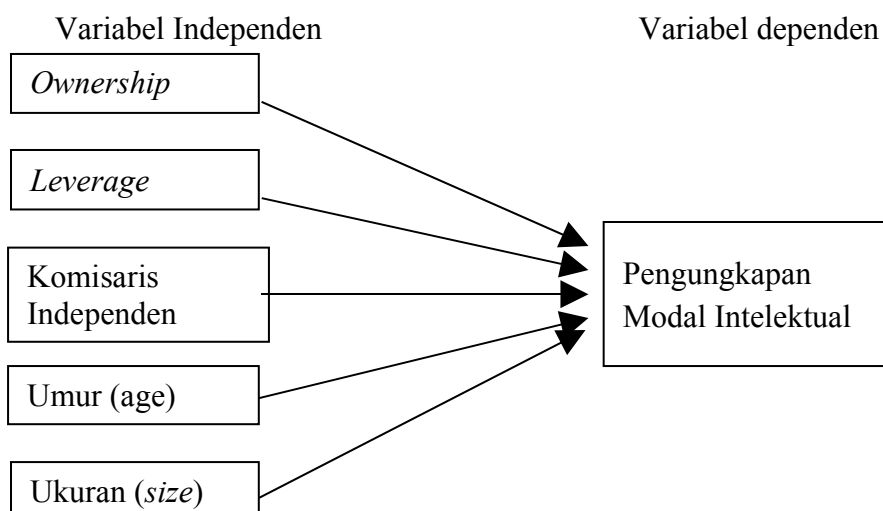 Variabel Independen
Variabel dependen
Ownership
Leverage
Komisaris
Independen
Umur (age)
Ukuran (size)
Pengungkapan
Modal Intelektual